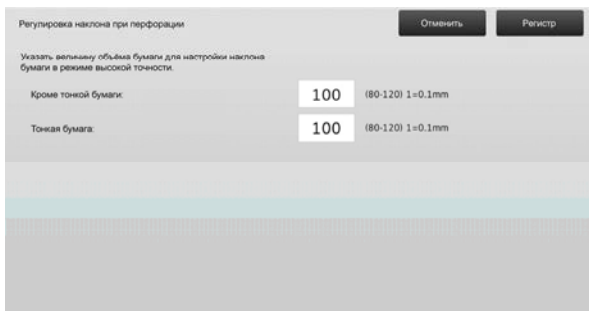 Регулировка наклона при перфорации
Отменить
Регистр
Указать величину объёма бумаги для настройки наклона
бумаги в режиме высокой точности.
Кроме тонкой бумаги:
100
(80-120) 1=0.1mm
Тонкая бумага:
100
(80-120) 1=0.1mm